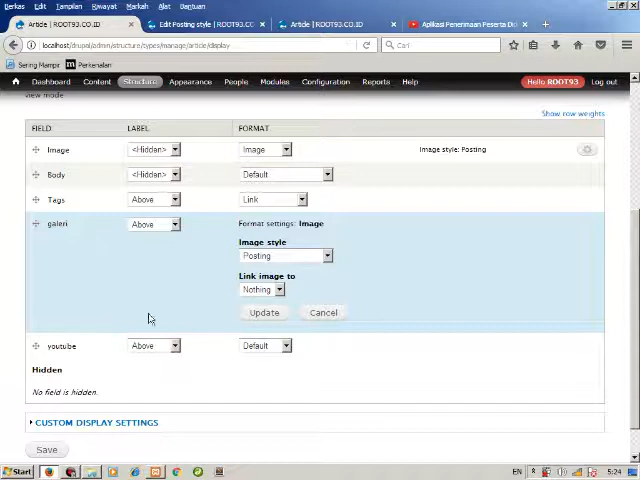 Berkas Edit Tampilan Riwayat Markah Alat Bantuan
Article | ROOT93.CO.ID
Edit Posting style | ROOT93.CO.ID
Article | ROOT93.CO.ID
Aplikasi Penerimaan Peserta Di
localhost/drupal/admin/structure/types/manage/article/display
Cari
Sering Mampir
Perkenalan
Dashboard Content Structure Appearance People Modules Configuration Reports Help
Hello ROOT93 Log out
view mode
Show row weights
FIELD LABEL FORMAT
Image <Hidden> Image Image style: Posting
Body <Hidden> Default
Tags Above Link
galeri Above Format settings: Image
Image style
Posting
Link image to
Nothing
Update Cancel
youtube Above Default
Hidden
No field is hidden.
CUSTOM DISPLAY SETTINGS
Save
Start
EN
5:24